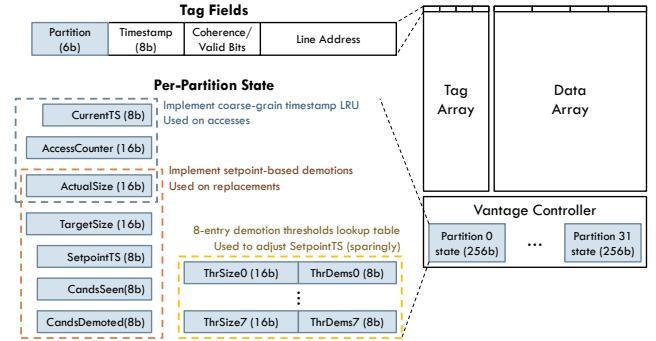 Tag Fields
Partition
(6b)
Timestamp
(8b)
Coherence/
Valid Bits
Line Address
Tag
Array
Data
Array
Per-Partition State
CurrentTS (8b)
AccessCounter (16b)
ActualSize (16b)
TargetSize (16b)
SetpointTS (8b)
CandsSeen(8b)
CandsDemoted(8b)
Implement coarse-grain timestamp LRU
Used on accesses
Implement setpoint-based demotions
Used on replacements
8-entry demotion thresholds lookup table
Used to adjust SetpointTS (sparingly)
ThrSize0 (16b)
ThrDems0 (8b)
⋮
ThrSize7 (16b)
ThrDems7 (8b)
Vantage Controller
Partition 0
state (256b)
...
Partition 31
state (256b)